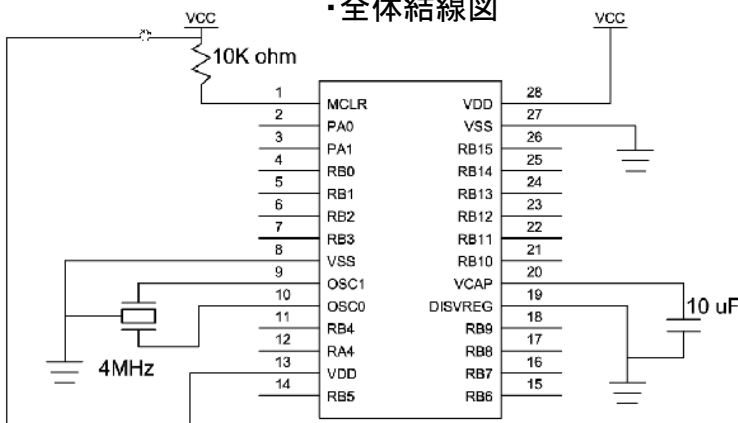 ・全体結線図
VCC
VCC
10K ohm
1 MCLR
2 PA0
3 PA1
4 RB0
5 RB1
6 RB2
7 RB3
8 VSS
9 OSC1
10 OSC0
11 RB4
12 RA4
13 VDD
14 RB5
VDD 28
VSS 27
RB15 26
RB14 25
RB13 24
RB12 23
RB11 22
RB10 21
VCAP 20
DISVREG 19
RB9 18
RB8 17
RB7 16
RB6 15
4MHz
10 uF